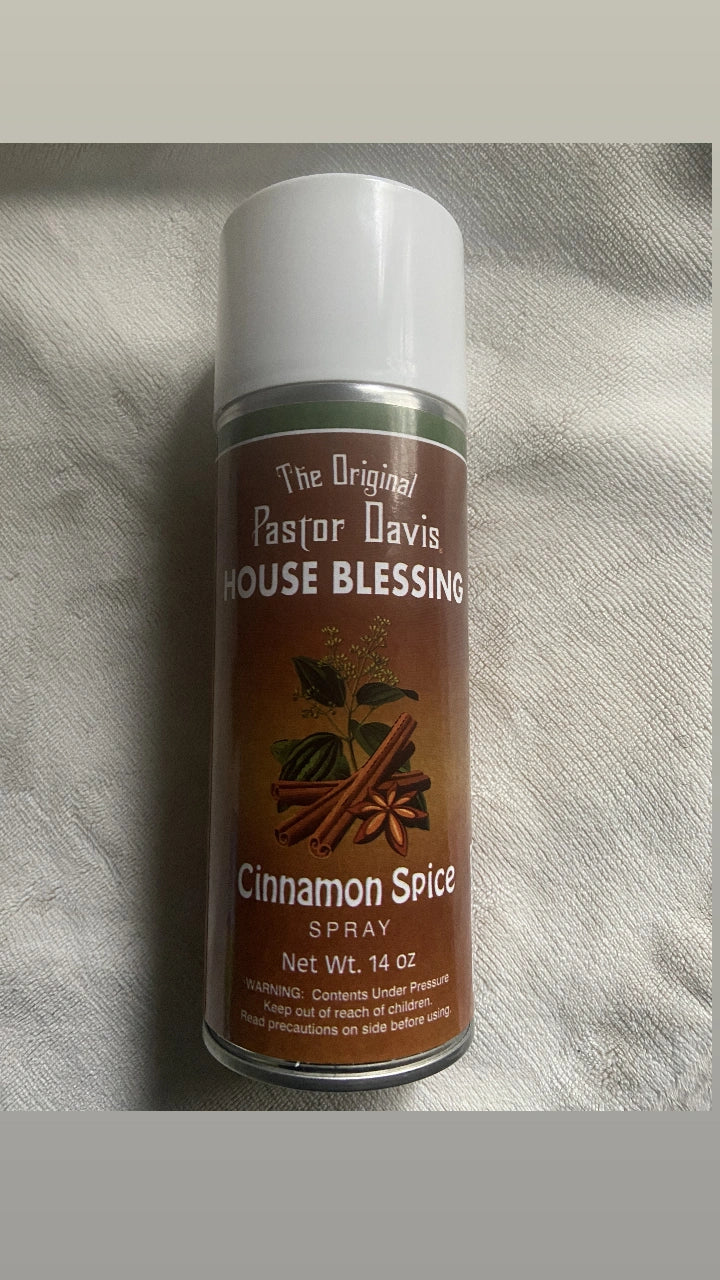 The Original
Pastor Davis
HOUSE BLESSING
Cinnamon Spice
SPRAY
Net Wt. 14 oz
WARNING: Contents Under Pressure
Keep out of reach of children.
Read precautions on side before using.